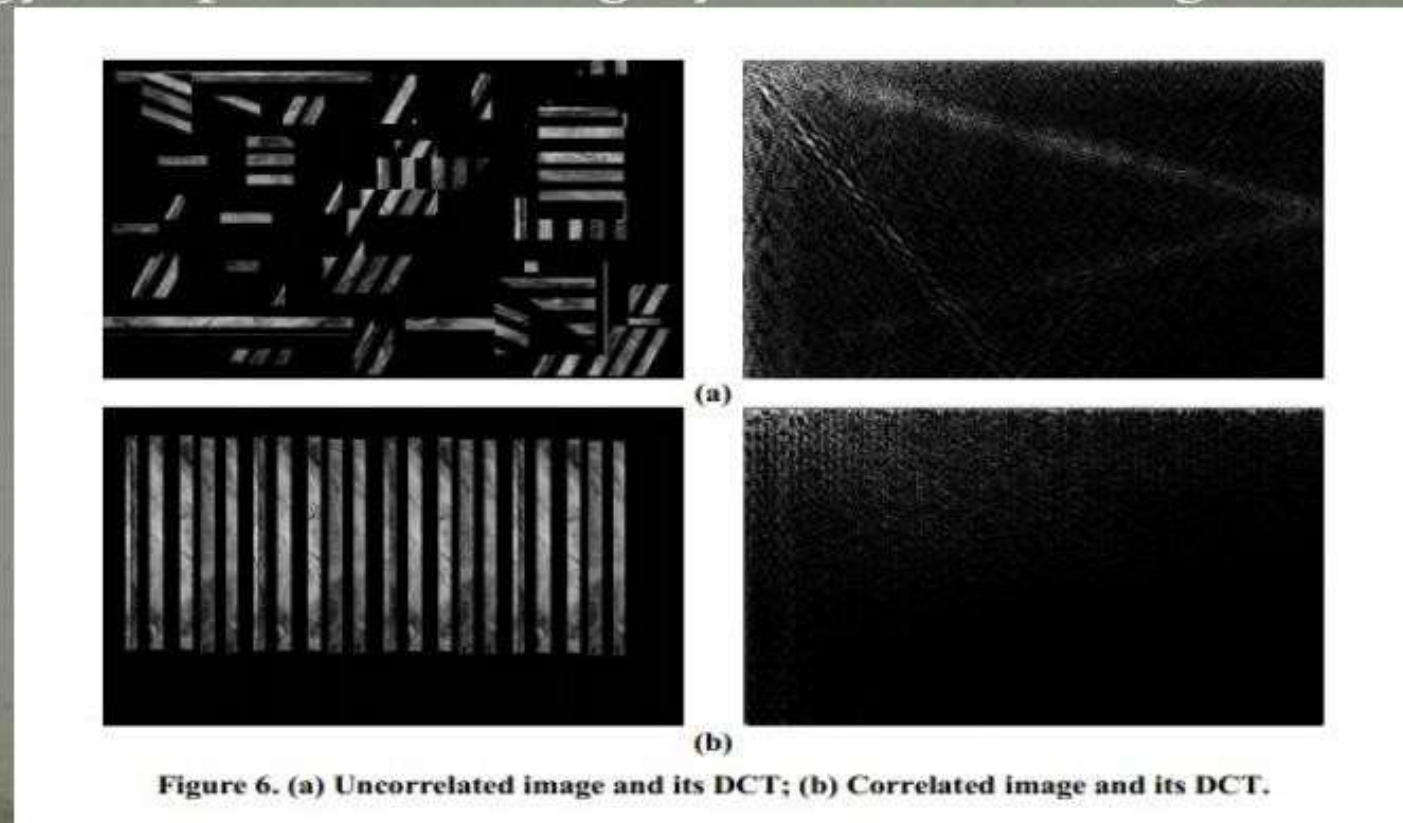 (a)
(b)
Figure 6. (a) Uncorrelated image and its DCT; (b) Correlated image and its DCT.